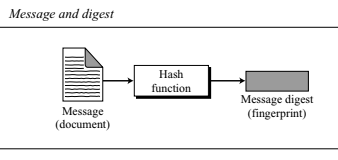 Message and digest
Hash
function
Message
(document)
Message digest
(fingerprint)